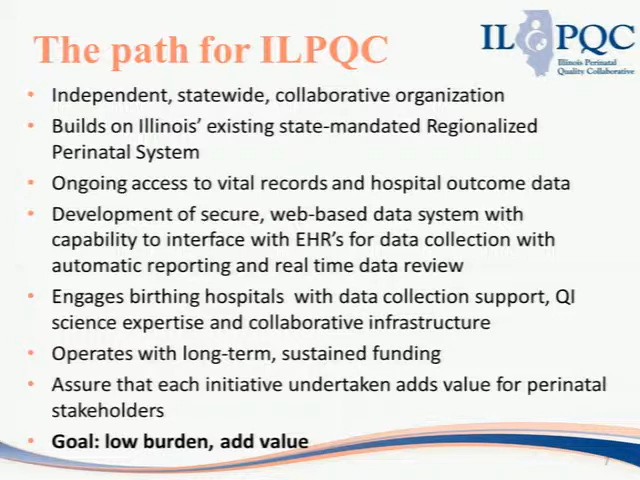 The path for ILPQC
IL PQC
Illinois Perinatal
Quality Collaborative
• Independent, statewide, collaborative organization
• Builds on Illinois' existing state-mandated Regionalized
Perinatal System
• Ongoing access to vital records and hospital outcome data
• Development of secure, web-based data system with
capability to interface with EHR's for data collection with
automatic reporting and real time data review
• Engages birthing hospitals with data collection support, QI
science expertise and collaborative infrastructure
• Operates with long-term, sustained funding
• Assure that each initiative undertaken adds value for perinatal
stakeholders
• Goal: low burden, add value
7